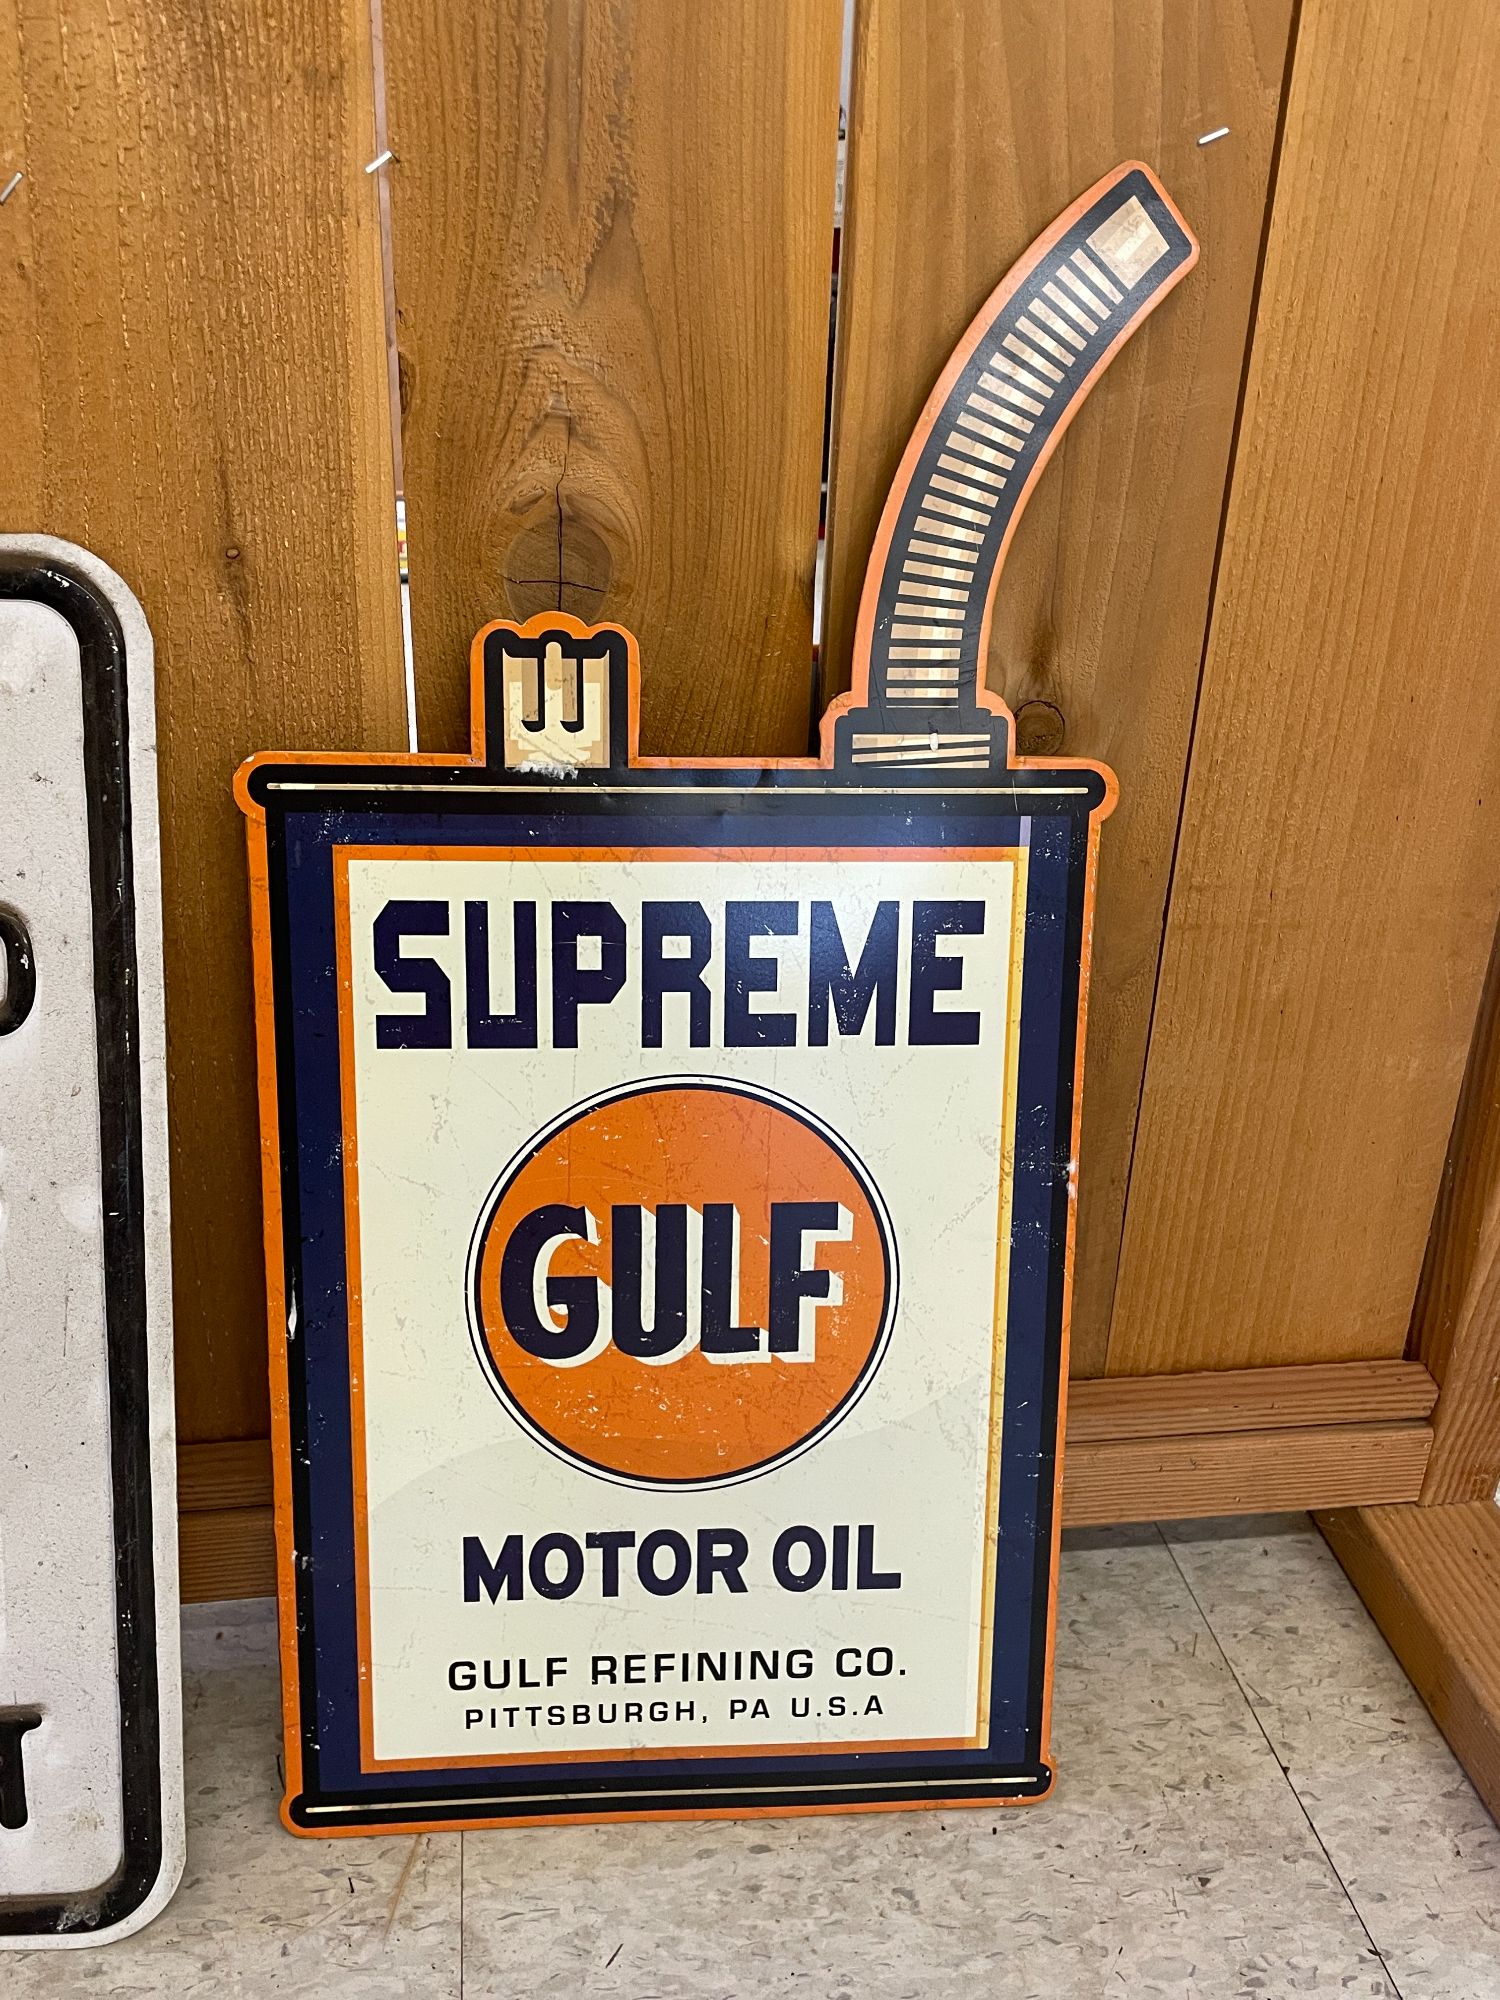 SUPREME
GULF
MOTOR OIL
GULF REFINING CO.
PITTSBURGH, PA U.S.A